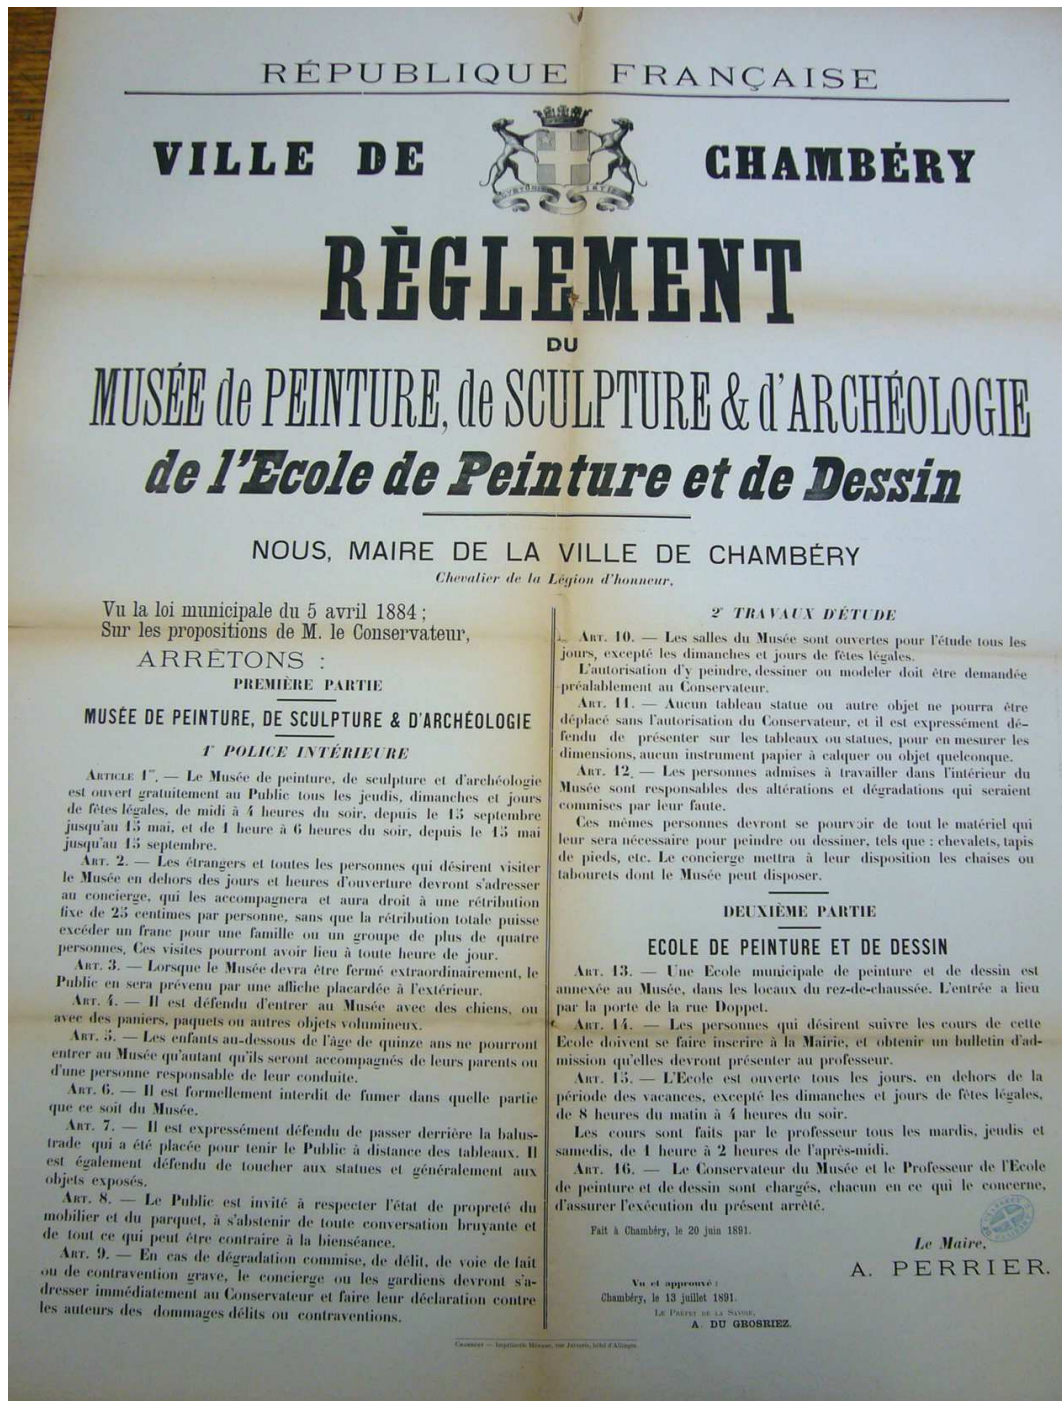 RÉPUBLIQUE FRANÇAISE
VILLE DE CHAMBÉRY
RÈGLEMENT
DU
MUSÉE de PEINTURE, de SCULPTURE & d'ARCHÉOLOGIE
de l'Ecole de Peinture et de Dessin
NOUS, MAIRE DE LA VILLE DE CHAMBÉRY
Chevalier de la Légion d'honneur,
Vu la loi municipale du 5 avril 1884 ;
Sur les propositions de M. le Conservateur,
ARRÊTONS :
PREMIÈRE PARTIE
MUSÉE DE PEINTURE, DE SCULPTURE & D'ARCHÉOLOGIE
1° POLICE INTÉRIEURE
ARTICLE 1er. — Le Musée de peinture, de sculpture et d'archéologie
est ouvert gratuitement au Public tous les jeudis, dimanches et jours
de fêtes légales, de midi à 4 heures du soir, depuis le 15 septembre
jusqu'au 15 mai, et de 1 heure à 6 heures du soir, depuis le 15 mai
jusqu'au 15 septembre.
ART. 2. — Les étrangers et toutes les personnes qui désirent visiter
le Musée en dehors des jours et heures d'ouverture devront s'adresser
au concierge, qui les accompagnera et aura droit à une rétribution
fixe de 25 centimes par personne, sans que la rétribution totale puisse
excéder un franc pour une famille ou un groupe de plus de quatre
personnes. Ces visites pourront avoir lieu à toute heure de jour.
ART. 3. — Lorsque le Musée devra être fermé extraordinairement, le
Public en sera prévenu par une affiche placardée à l'extérieur.
ART. 4. — Il est défendu d'entrer au Musée avec des chiens, ou
avec des paniers, paquets ou autres objets volumineux.
ART. 5. — Les enfants au-dessous de l'âge de quinze ans ne pourront
entrer au Musée qu'autant qu'ils seront accompagnés de leurs parents ou
d'une personne responsable de leur conduite.
ART. 6. — Il est formellement interdit de fumer dans quelle partie
que ce soit du Musée.
ART. 7. — Il est expressément défendu de passer derrière la balus-
trade qui a été placée pour tenir le Public à distance des tableaux. Il
est également défendu de toucher aux statues et généralement aux
objets exposés.
ART. 8. — Le Public est invité à respecter l'état de propreté du
mobilier et du parquet, à s'abstenir de toute conversation bruyante et
de tout ce qui peut être contraire à la bienséance.
ART. 9. — En cas de dégradation commise, de délit, de voie de fait
ou de contravention grave, le concierge ou les gardiens devront s'a-
dresser immédiatement au Conservateur et faire leur déclaration contre
les auteurs des dommages délits ou contraventions.
2° TRAVAUX D'ÉTUDE
ART. 10. — Les salles du Musée sont ouvertes pour l'étude tous les
jours, excepté les dimanches et jours de fêtes légales.
L'autorisation d'y peindre, dessiner ou modeler doit être demandée
préalablement au Conservateur.
ART. 11. — Aucun tableau statue ou autre objet ne pourra être
déplacé sans l'autorisation du Conservateur, et il est expressément dé-
fendu de présenter sur les tableaux ou statues, pour en mesurer les
dimensions, aucun instrument papier à calquer ou objet quelconque.
ART. 12. — Les personnes admises à travailler dans l'intérieur du
Musée sont responsables des altérations et dégradations qui seraient
commises par leur faute.
Ces mêmes personnes devront se pourvoir de tout le matériel qui
leur sera nécessaire pour peindre ou dessiner, tels que : chevalets, tapis
de pieds, etc. Le concierge mettra à leur disposition les chaises ou
tabourets dont le Musée peut disposer.
DEUXIÈME PARTIE
ECOLE DE PEINTURE ET DE DESSIN
ART. 13. — Une Ecole municipale de peinture et de dessin est
annexée au Musée, dans les locaux du rez-de-chaussée. L'entrée a lieu
par la porte de la rue Doppet.
ART. 14. — Les personnes qui désirent suivre les cours de cette
Ecole doivent se faire inscrire à la Mairie, et obtenir un bulletin d'ad-
mission qu'elles devront présenter au professeur.
ART. 15. — L'Ecole est ouverte tous les jours, en dehors de la
période des vacances, excepté les dimanches et jours de fêtes légales,
de 8 heures du matin à 4 heures du soir.
Les cours sont faits par le professeur tous les mardis, jeudis et
samedis, de 1 heure à 2 heures de l'après-midi.
ART. 16. — Le Conservateur du Musée et le Professeur de l'Ecole
de peinture et de dessin sont chargés, chacun en ce qui le concerne,
d'assurer l'exécution du présent arrêté.
Fait à Chambéry, le 20 juin 1891.
Le Maire,
A. PERRIER.
Vu et approuvé :
Chambéry, le 13 juillet 1891.
LE PRÉFET DE LA SAVOIE,
A. DU GROSRIEZ.
CHAMBÉRY — Imprimerie MÉNARD, rue Juiverie, hôtel d'Allinges